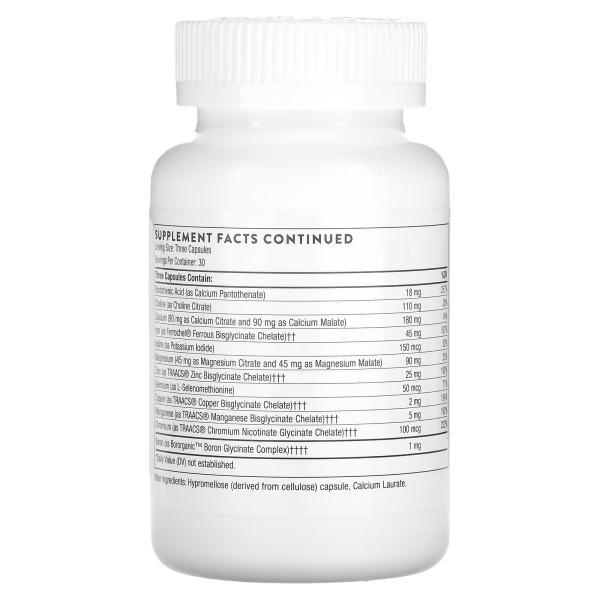 SUPPLEMENT FACTS CONTINUED
Serving Size: Three Capsules
Servings Per Container: 30
Three Capsules Contain: %DV
Pantothenic Acid (as Calcium Pantothenate) 18 mg
Choline (as Choline Citrate) 110 mg
Calcium (90 mg as Calcium Citrate and 90 mg as Calcium Malate) 180 mg
Iron (as Ferrochel® Ferrous Bisglycinate Chelate)†† 45 mg
Iodine (as Potassium Iodide) 150 mcg
Magnesium (45 mg as Magnesium Citrate and 45 mg as Magnesium Malate) 90 mg
Zinc (as TRAACS® Zinc Bisglycinate Chelate)††† 25 mg
Selenium (as L-Selenomethionine) 50 mcg
Copper (as TRAACS® Copper Bisglycinate Chelate)††† 2 mg
Manganese (as TRAACS® Manganese Bisglycinate Chelate)††† 5 mg
Chromium (as TRAACS® Chromium Nicotinate Glycinate Chelate)††† 100 mcg
Boron (as Bororganic™ Boron Glycinate Complex)†††† 1 mg
*Daily Value (DV) not established.
Other Ingredients: Hypromellose (derived from cellulose) capsule, Calcium Laurate.